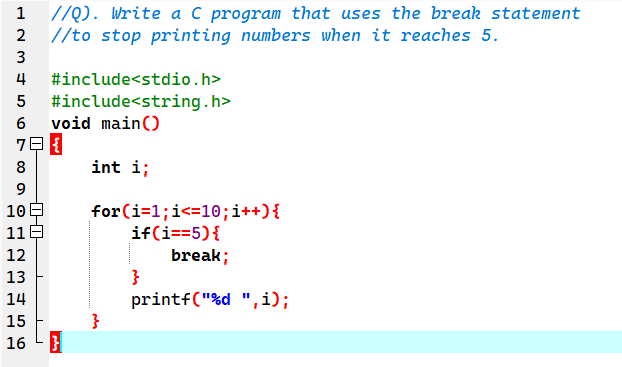 1 //Q). Write a C program that uses the break statement
2 //to stop printing numbers when it reaches 5.
3
4 #include<stdio.h>
5 #include<string.h>
6 void main()
7 {
8     int i;
9
10     for(i=1;i<=10;i++){
11         if(i==5){
12             break;
13         }
14         printf("%d ",i);
15     }
16 }